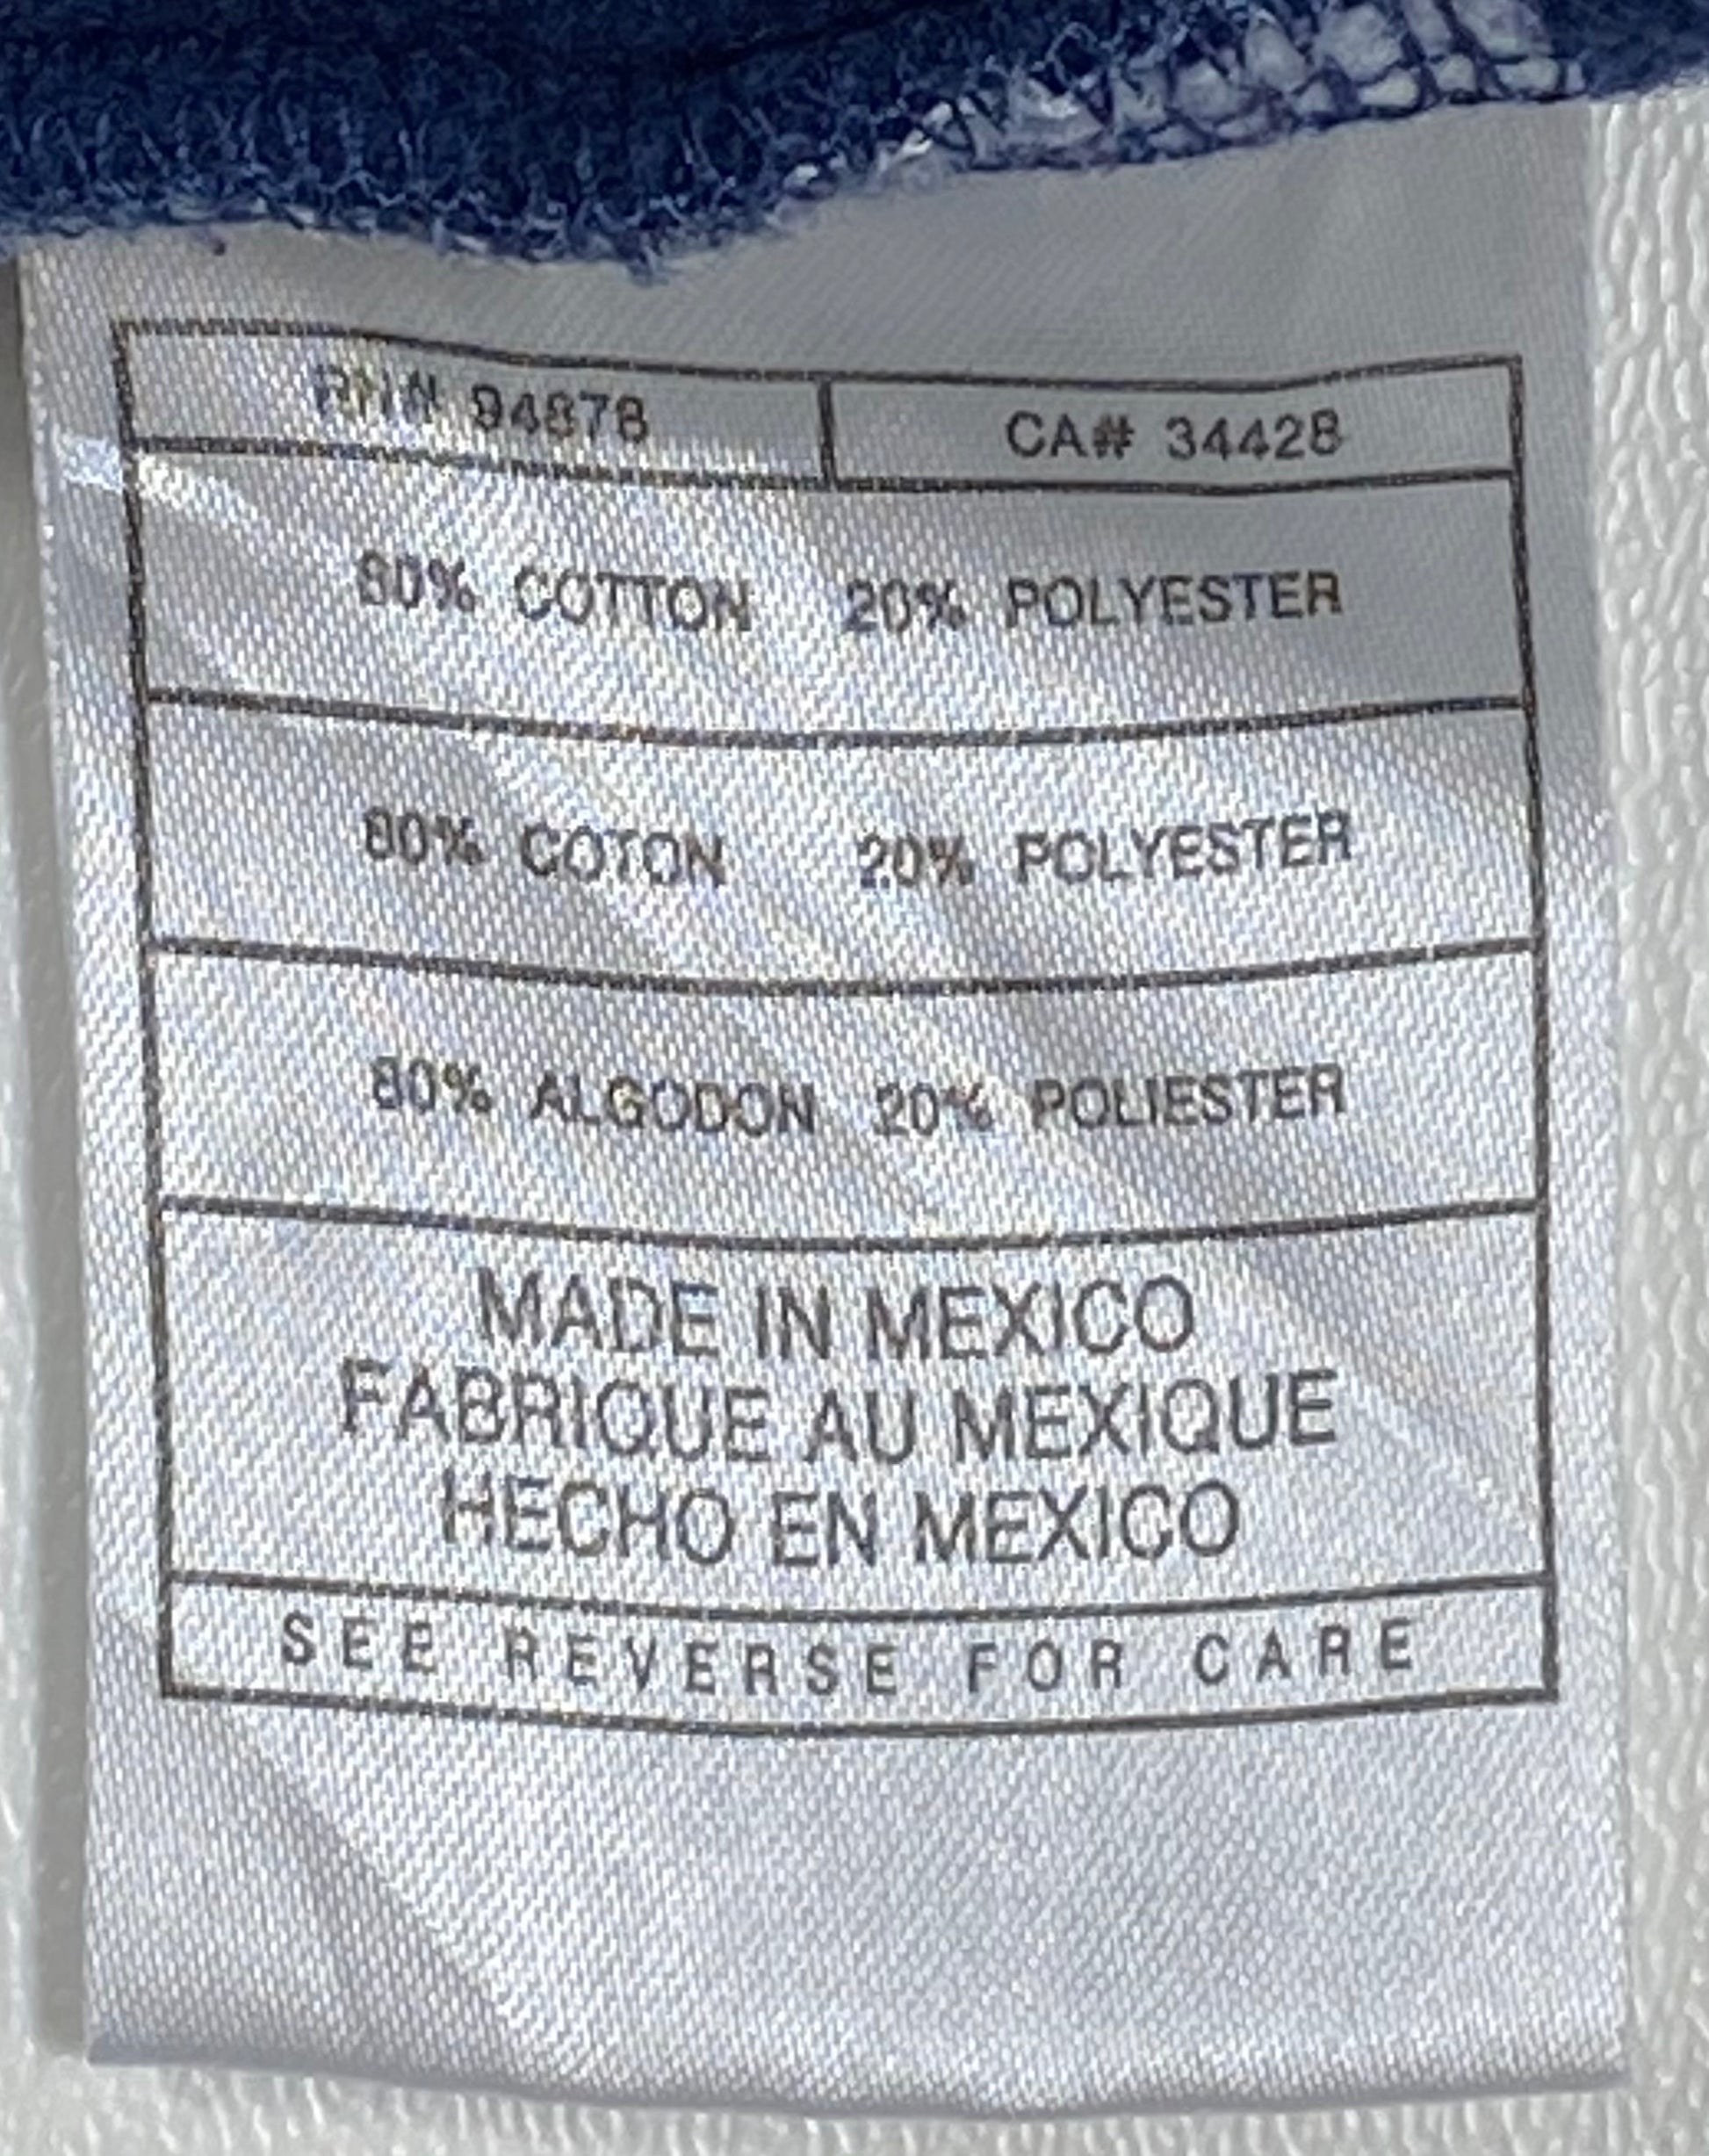 RN# 94878 CA# 34428
80% COTTON 20% POLYESTER
80% COTON 20% POLYESTER
80% ALGODON 20% POLIESTER
MADE IN MEXICO
FABRIQUE AU MEXIQUE
HECHO EN MEXICO
SEE REVERSE FOR CARE